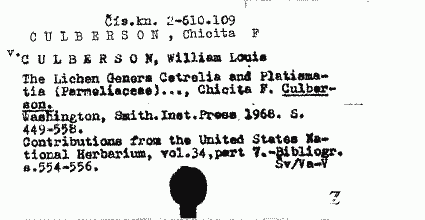 Čís.kn. 2-610.109
C U L B E R S O N , Chicita F
v. C U L B E R S O N, William Louis
The Lichen Genera Cetrelia and Platisma-
tia (Parmeliaceae)..., Chicita F. Culber-
son.
Washington, Smith.Inst.Press 1968. S.
449-558.
Contributions from the United States Na-
tional Herbarium, vol.34,part 7.-Bibliogr.
s.554-556.
Sv/Va-V
Z